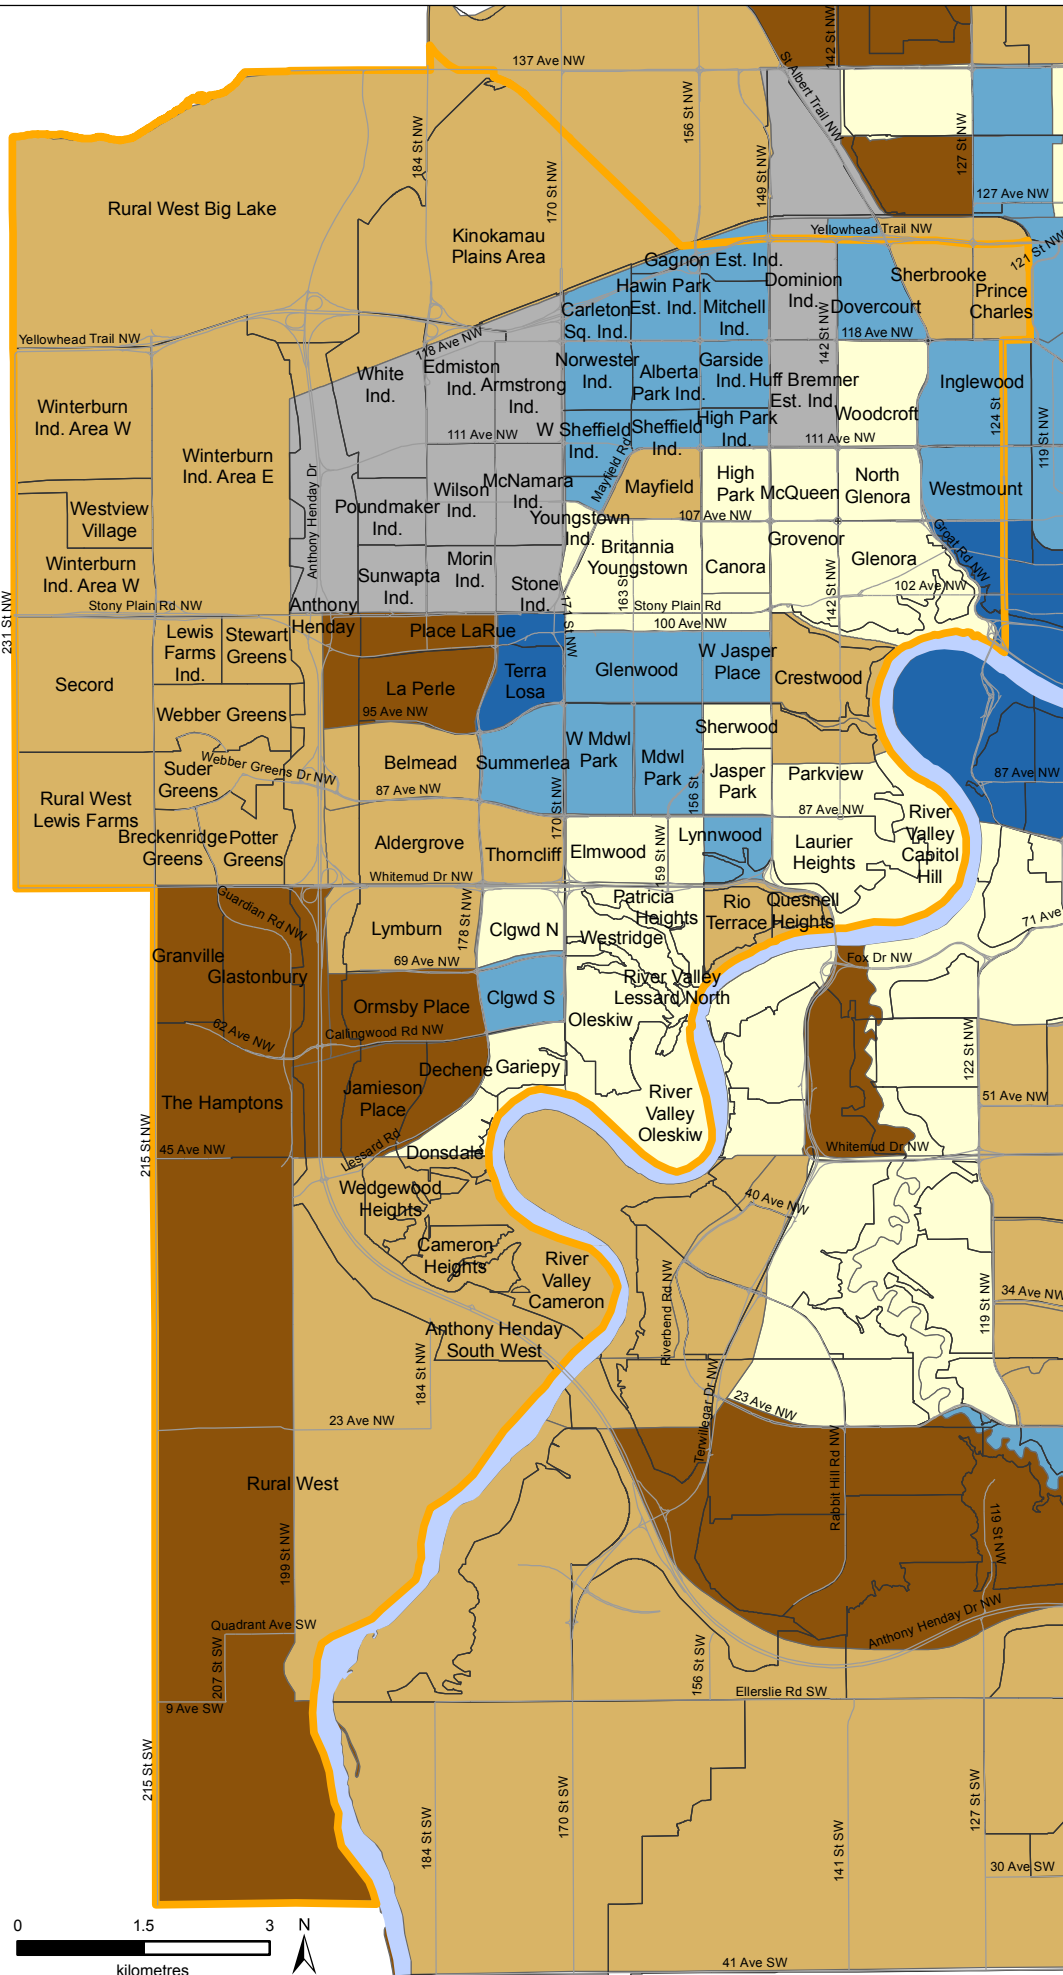 137 Ave NW
142 St NW
St Albert Trail NW
184 St NW
156 St NW
170 St NW
149 St NW
127 St NW
127 Ave NW
Rural West Big Lake
Kinokamau
Plains Area
Yellowhead Trail NW
121 St NW
Gagnon Est. Ind.
Hawin Park
Est. Ind.
Dominion
Ind.
Sherbrooke
Prince
Charles
Carleton
Sq. Ind.
Mitchell
Ind.
Dovercourt
142 St NW
118 Ave NW
Yellowhead Trail NW
118 Ave NW
White
Ind.
Edmiston
Ind.
Armstrong
Ind.
Norwester
Ind.
Alberta
Park Ind.
Garside
Ind.
Huff Bremner
Est. Ind.
Inglewood
124 St
119 St NW
Winterburn
Ind. Area W
Woodcroft
111 Ave NW
W Sheffield
Ind.
Sheffield
Ind.
High Park
Ind.
111 Ave NW
Winterburn
Ind. Area E
Anthony Henday Dr
Mayfield Rd
Mayfield
High
Park
McQueen
North
Glenora
Westmount
Westview
Village
Poundmaker
Ind.
Wilson
Ind.
McNamara
Ind.
107 Ave NW
Youngstown
Ind.
Britannia
Youngstown
Canora
Grovenor
Glenora
Groat Rd NW
Winterburn
Ind. Area W
Sunwapta
Ind.
Morin
Ind.
Stone
Ind.
163 St
142 St NW
102 Ave NW
231 St NW
Stony Plain Rd NW
Anthony
Henday
171 St NW
Stony Plain Rd
100 Ave NW
Lewis
Farms
Ind.
Stewart
Greens
Place LaRue
Secord
La Perle
Terra
Losa
Glenwood
W Jasper
Place
Crestwood
95 Ave NW
Webber Greens
Sherwood
Suder
Greens
Webber Greens Dr NW
Belmead
Summerlea
W Mdwl
Park
Mdwl
Park
Jasper
Park
Parkview
87 Ave NW
87 Ave NW
170 St NW
156 St
87 Ave NW
Rural West
Lewis Farms
Breckenridge
Greens
Potter
Greens
Aldergrove
Thorncliff
Elmwood
159 St NW
Lynnwood
Laurier
Heights
River
Valley
Capitol
Hill
Whitemud Dr NW
Guardian Rd NW
Patricia
Heights
Rio
Terrace
Quesnell
Heights
71 Ave
Granville
Glastonbury
Lymburn
178 St NW
Clgwd N
Westridge
69 Ave NW
Fox Dr NW
River Valley
Lessard North
Ormsby Place
Clgwd S
Oleskiw
62 Ave NW
Callingwood Rd NW
122 St NW
Dechene
Gariepy
The Hamptons
Jamieson
Place
River
Valley
Oleskiw
51 Ave NW
215 St NW
45 Ave NW
Lessard Rd
Donsdale
Whitemud Dr NW
Wedgewood
Heights
40 Ave NW
Cameron
Heights
River
Valley
Cameron
Riverbend Rd NW
119 St NW
34 Ave NW
Anthony Henday
South West
184 St NW
Terwillegar Dr NW
23 Ave NW
23 Ave NW
Rabbit Hill Rd NW
Rural West
119 St NW
199 St NW
Quadrant Ave SW
Anthony Henday Dr NW
207 St SW
156 St SW
Ellerslie Rd SW
9 Ave SW
215 St SW
184 St SW
170 St SW
141 St SW
127 St SW
30 Ave SW
0 1.5 3
N
kilometres
41 Ave SW